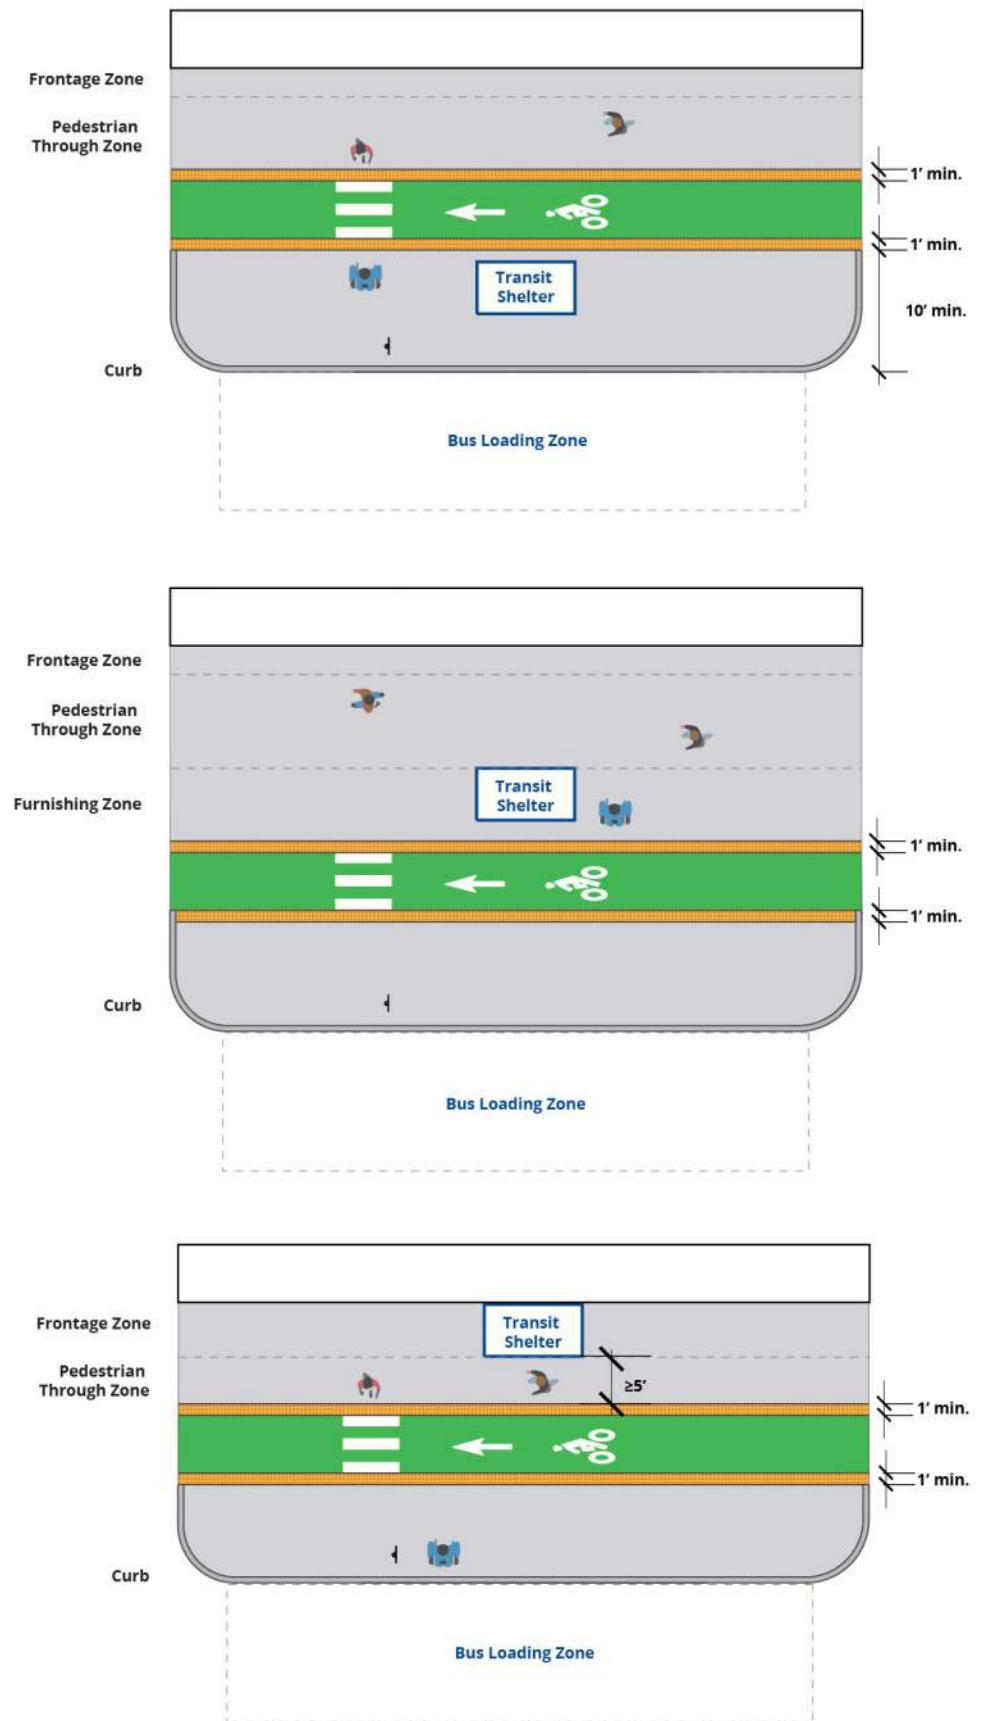 Frontage Zone
Pedestrian
Through Zone
1' min.
1' min.
Transit
Shelter
10' min.
Curb
Bus Loading Zone
Frontage Zone
Pedestrian
Through Zone
Transit
Shelter
Furnishing Zone
1' min.
1' min.
Curb
Bus Loading Zone
Frontage Zone
Transit
Shelter
Pedestrian
Through Zone
≥5'
1' min.
1' min.
Curb
Bus Loading Zone